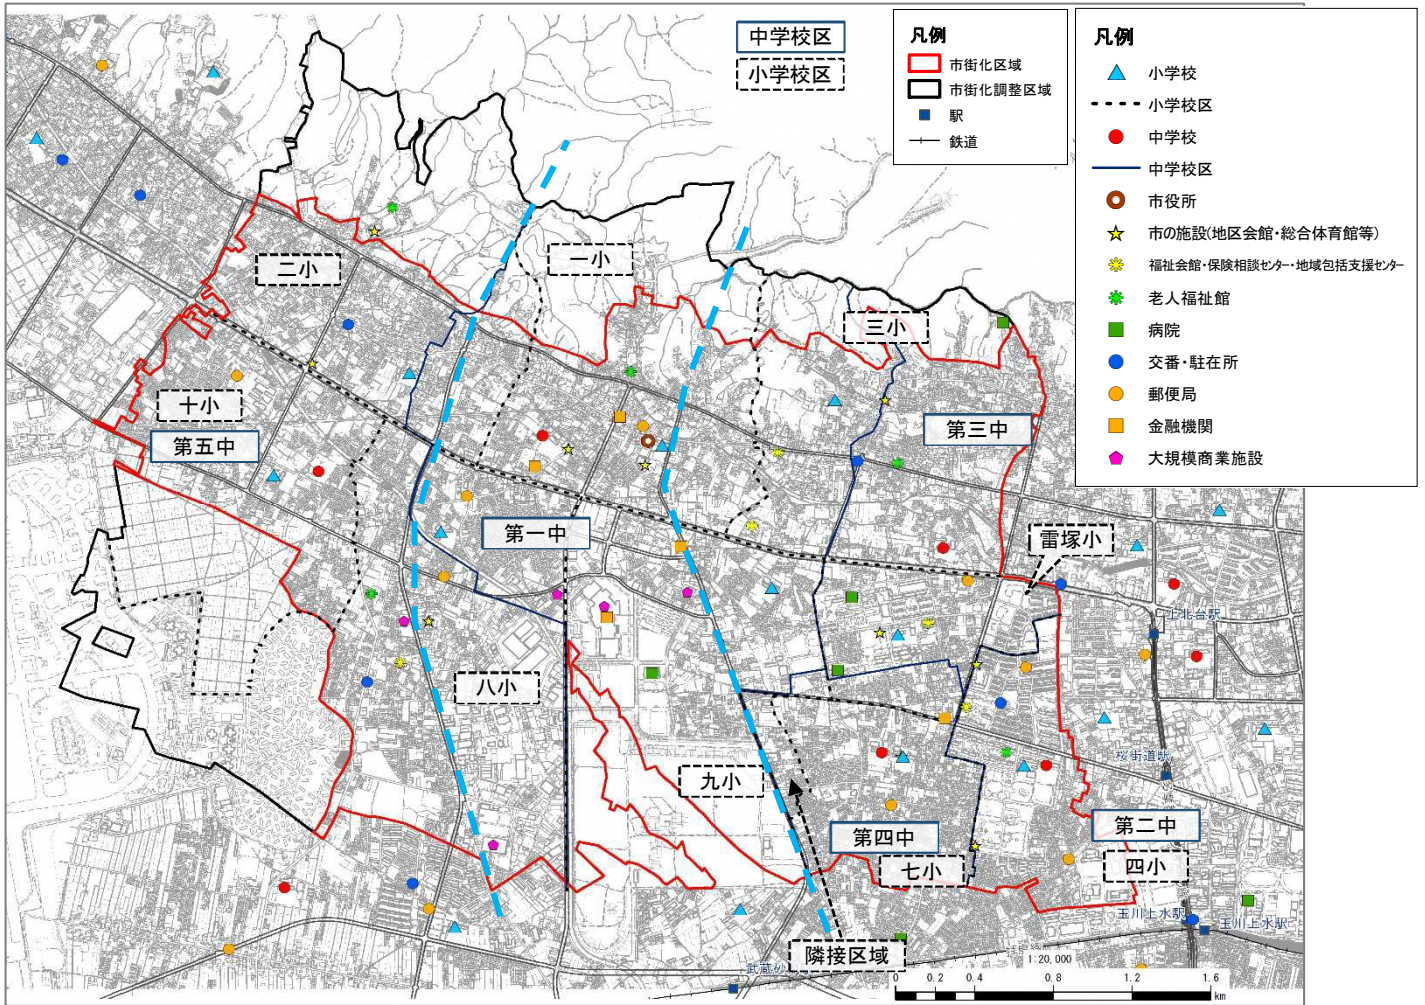 中学校区
小学校区
凡例
市街化区域
市街化調整区域
駅
鉄道
凡例
小学校
小学校区
中学校
中学校区
市役所
市の施設(地区会館・総合体育館等)
福祉会館・保険相談センター・地域包括支援センター
老人福祉館
病院
交番・駐在所
郵便局
金融機関
大規模商業施設
二小
一小
三小
十小
第五中
第三中
第一中
雷塚小
上北台駅
八小
九小
桜街道駅
第四中
第二中
七小
四小
玉川上水駅
玉川上水駅
隣接区域
武蔵砂
1:20,000
0 0.2 0.4 0.8 1.2 1.6
km